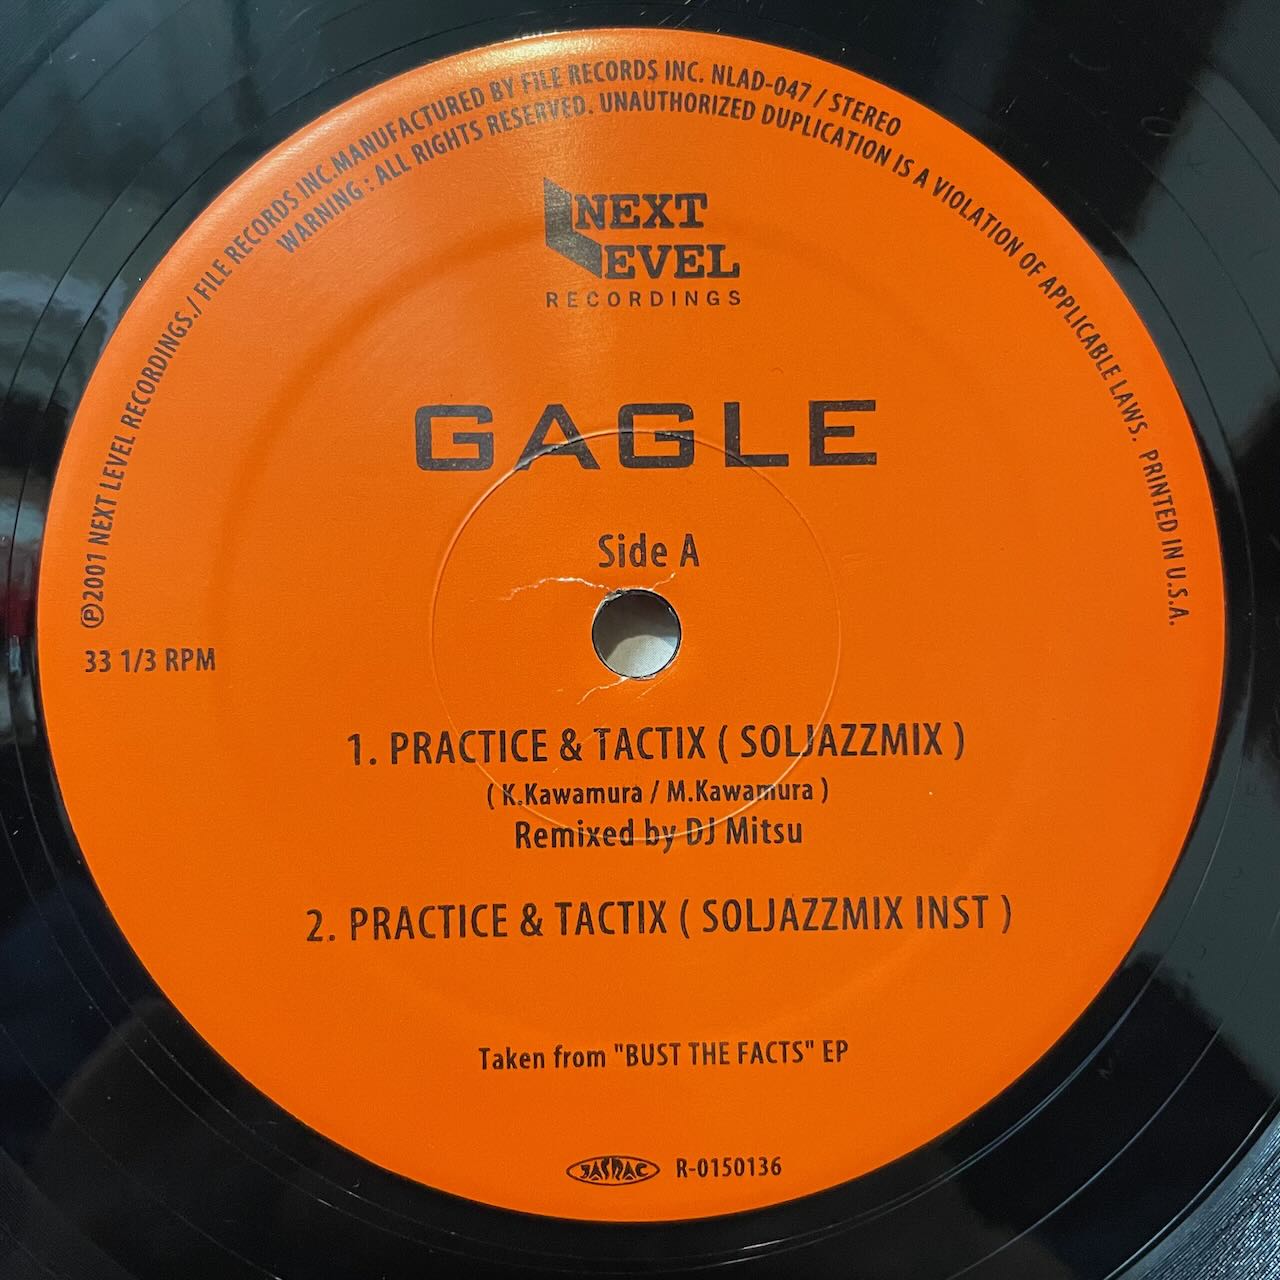 ℗2001 NEXT LEVEL RECORDINGS./ FILE RECORDS INC.MANUFACTURED BY FILE RECORDS INC. NLAD-047 / STEREO
WARNING : ALL RIGHTS RESERVED. UNAUTHORIZED DUPLICATION IS A VIOLATION OF APPLICABLE LAWS. PRINTED IN U.S.A.
NEXT
LEVEL
RECORDINGS
GAGLE
Side A
33 1/3 RPM
1. PRACTICE & TACTIX ( SOLJAZZMIX )
( K.Kawamura / M.Kawamura )
Remixed by DJ Mitsu
2. PRACTICE & TACTIX ( SOLJAZZMIX INST )
Taken from "BUST THE FACTS" EP
JASRAC R-0150136